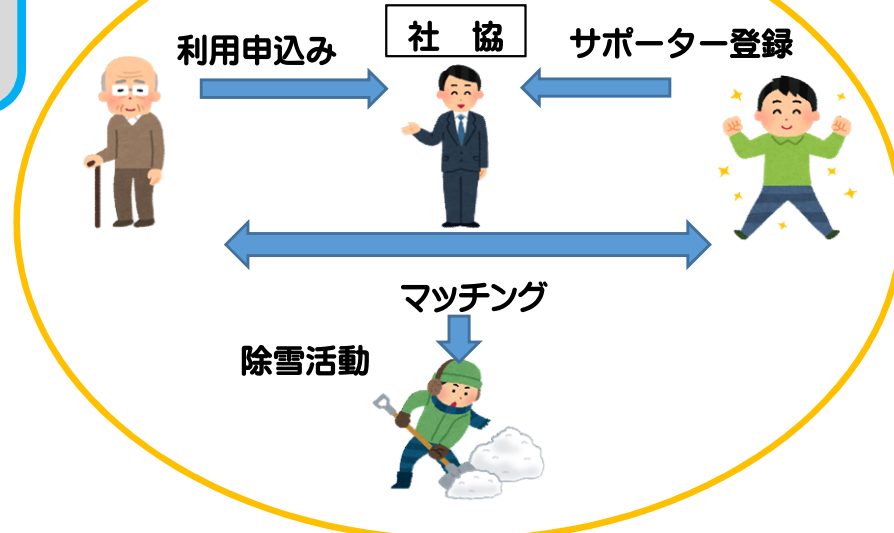 利用申込み
社　協
サポーター登録
マッチング
除雪活動